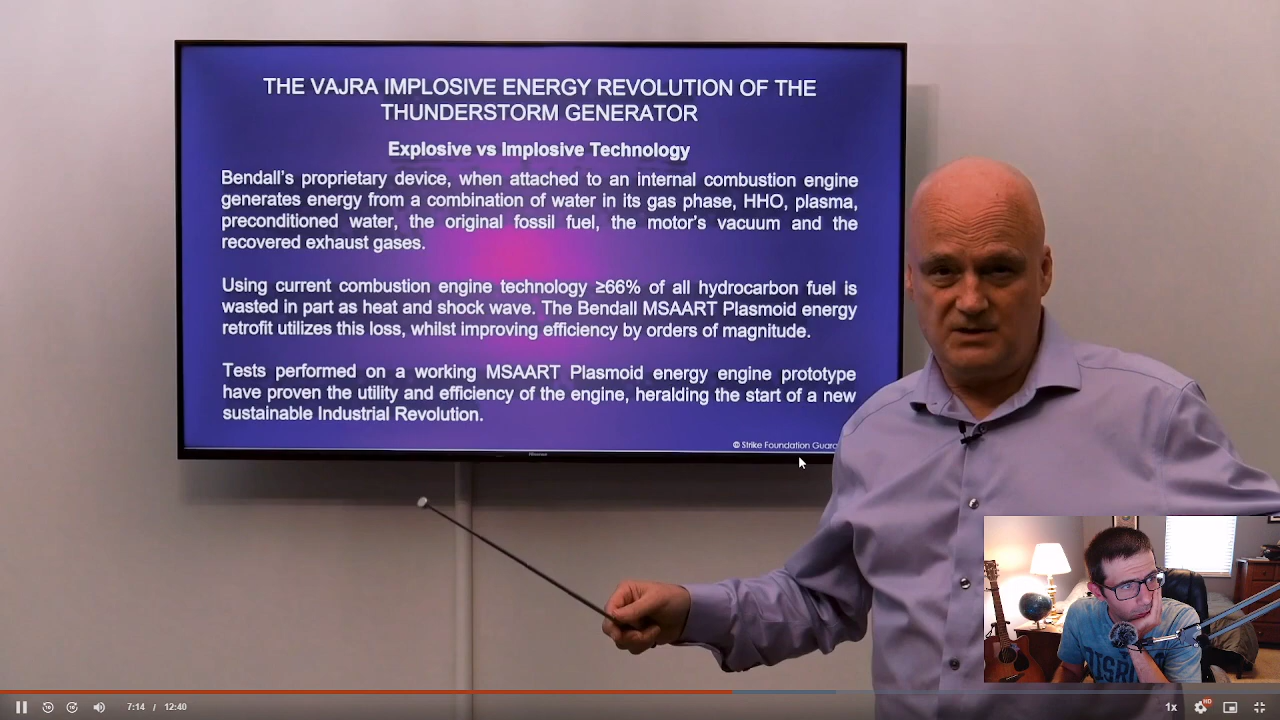 THE VAJRA IMPLOSIVE ENERGY REVOLUTION OF THE
THUNDERSTORM GENERATOR
Explosive vs Implosive Technology
Bendall's proprietary device, when attached to an internal combustion engine
generates energy from a combination of water in its gas phase, HHO, plasma,
preconditioned water, the original fossil fuel, the motor's vacuum and the
recovered exhaust gases.
Using current combustion engine technology ≥66% of all hydrocarbon fuel is
wasted in part as heat and shock wave. The Bendall MSAART Plasmoid energy
retrofit utilizes this loss, whilst improving efficiency by orders of magnitude.
Tests performed on a working MSAART Plasmoid energy engine prototype
have proven the utility and efficiency of the engine, heralding the start of a new
sustainable Industrial Revolution.
© Strike Foundation
Hisense
10
10
7:14 / 12:40
1x
HD